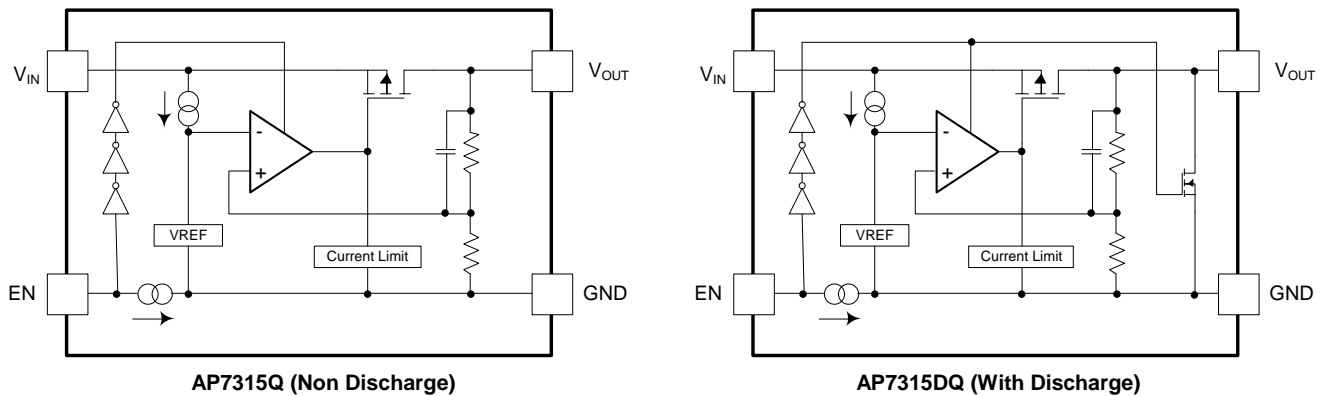 VIN
VOUT
-
+
VREF
Current Limit
EN
GND
AP7315Q (Non Discharge)
VIN
VOUT
-
+
VREF
Current Limit
EN
GND
AP7315DQ (With Discharge)